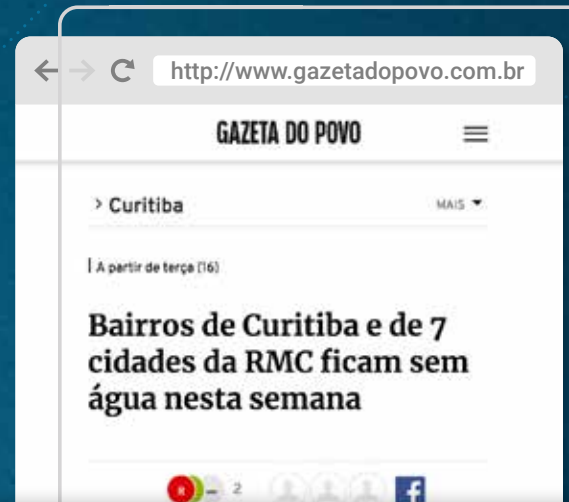 http://www.gazetadopovo.com.br
GAZETA DO POVO
> Curitiba MAIS
A partir de terça (16)
Bairros de Curitiba e de 7
cidades da RMC ficam sem
água nesta semana
R - 2 f